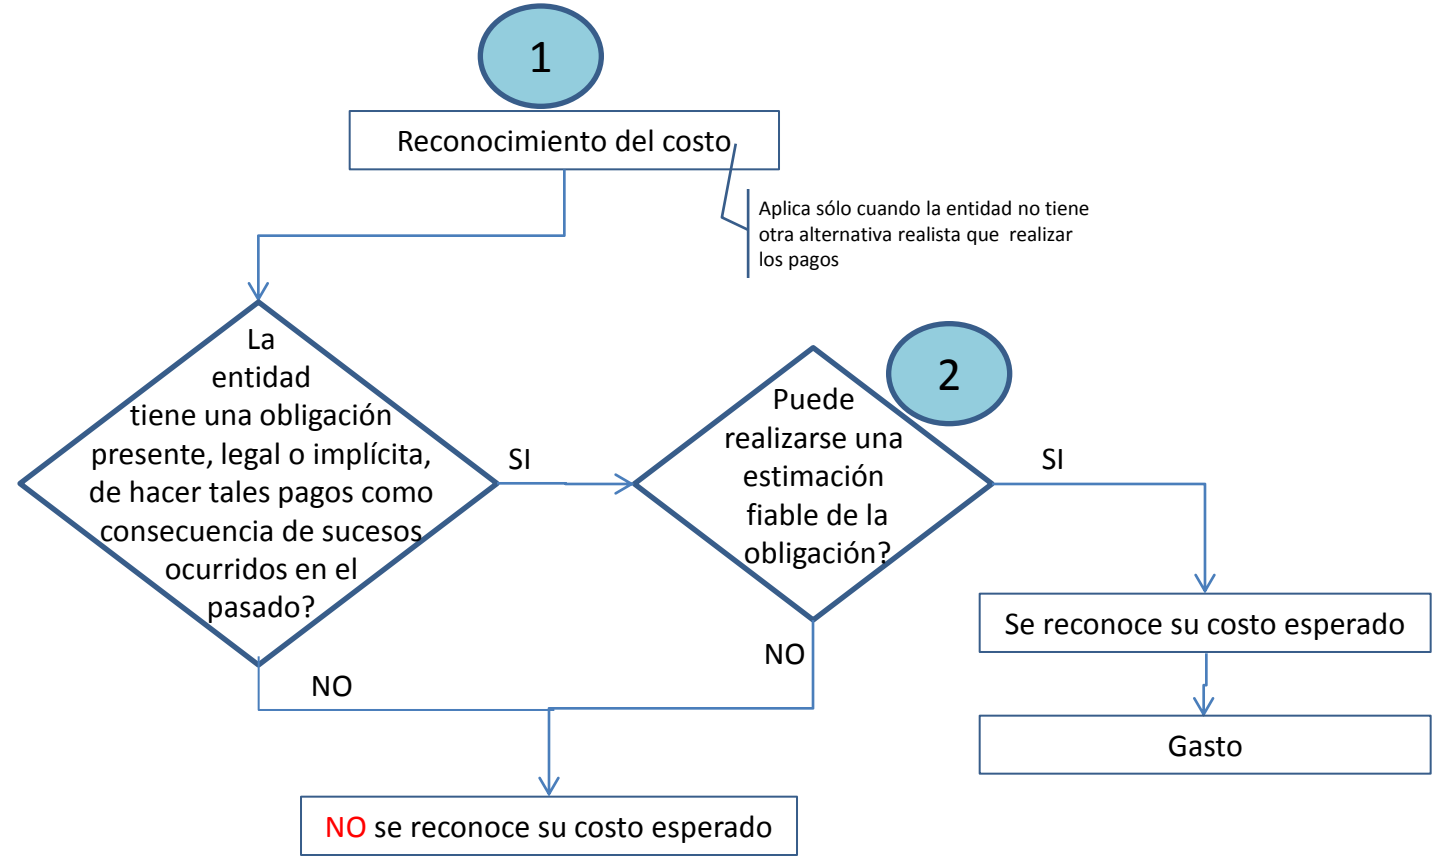 1
Reconocimiento del costo
Aplica sólo cuando la entidad no tiene
otra alternativa realista que realizar
los pagos
La
entidad
tiene una obligación
presente, legal o implícita,
de hacer tales pagos como
consecuencia de sucesos
ocurridos en el
pasado?
SI
2
Puede
realizarse una
estimación
fiable de la
obligación?
SI
NO
NO
Se reconoce su costo esperado
Gasto
NO se reconoce su costo esperado